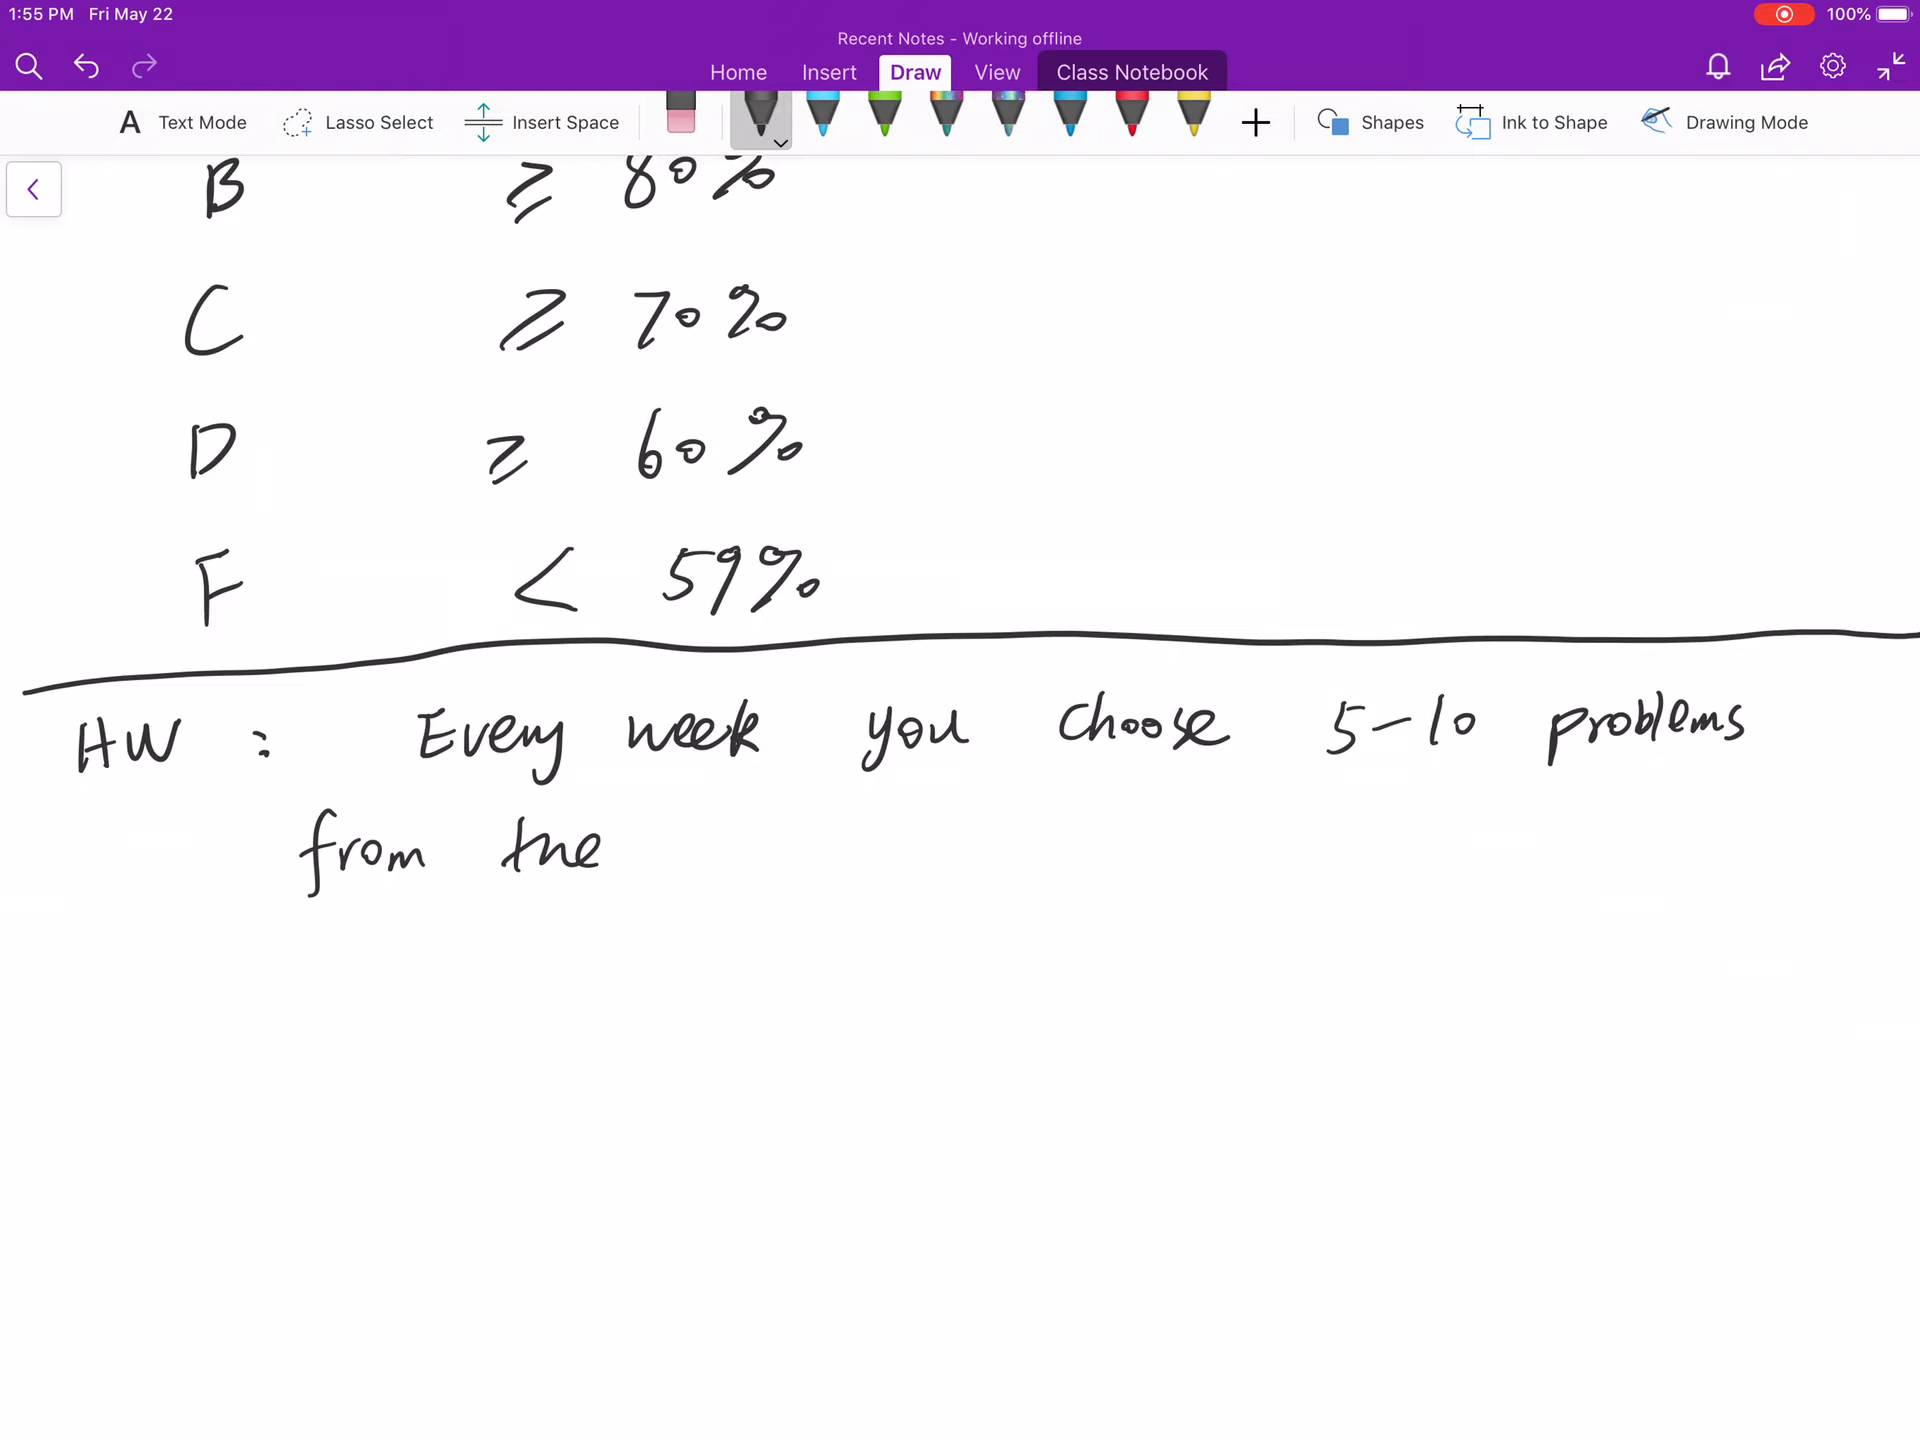 1:55 PM Fri May 22
100%
Recent Notes - Working offline
Home Insert Draw View Class Notebook
A Text Mode Lasso Select Insert Space Shapes Ink to Shape Drawing Mode
B ≥ 80%
C ≥ 70%
D ≥ 60%
F < 59%
HW : Every week you choose 5-10 problems
from the